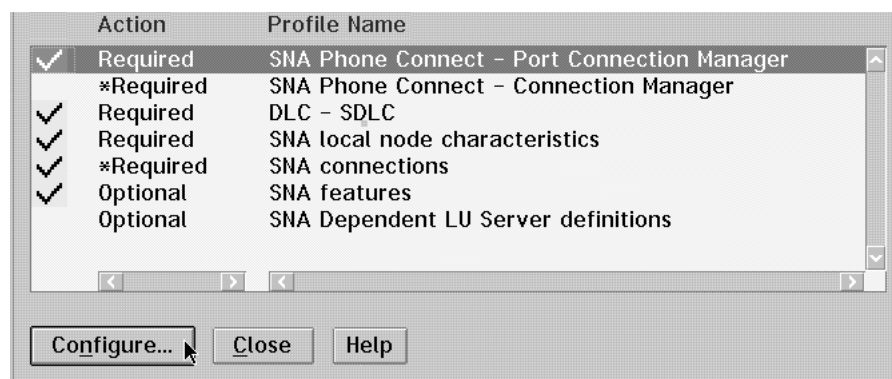 Action Profile Name
Required SNA Phone Connect – Port Connection Manager
*Required SNA Phone Connect – Connection Manager
Required DLC – SDLC
Required SNA local node characteristics
*Required SNA connections
Optional SNA features
Optional SNA Dependent LU Server definitions
Configure... Close Help